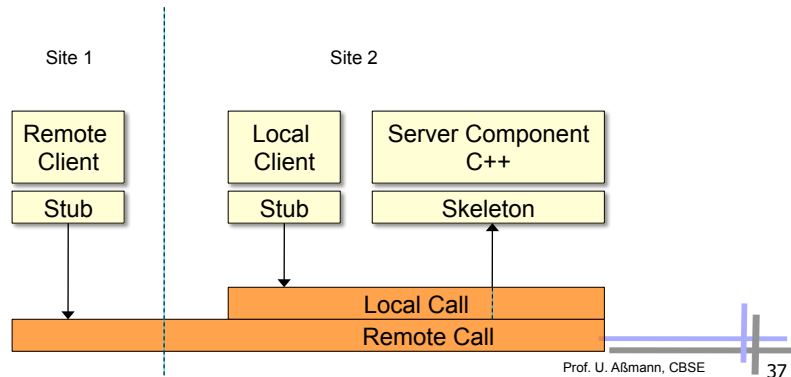 Site 1
Site 2
Remote
Client
Local
Client
Server Component
C++
Stub
Stub
Skeleton
Local Call
Remote Call
Prof. U. Aßmann, CBSE
37